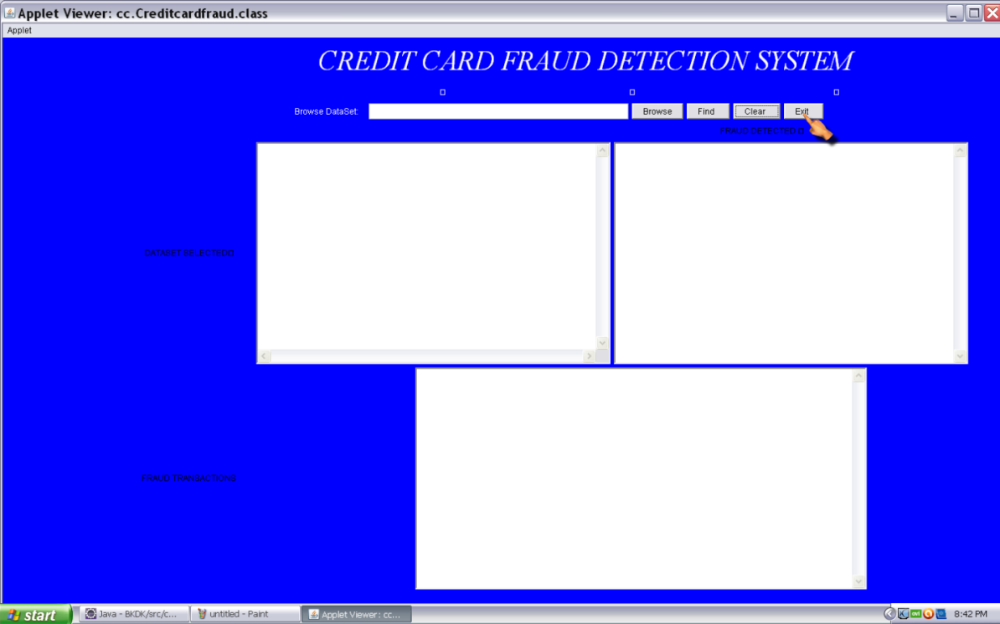 Applet Viewer: cc.Creditcardfraud.class
Applet
CREDIT CARD FRAUD DETECTION SYSTEM
Browse DataSet: Browse Find Clear Exit
FRAUD DETECTED
DATASET SELECTED
FRAUD TRANSACTIONS
start Java - BKDK/src/c... untitled - Paint Applet Viewer: cc... 8:42 PM